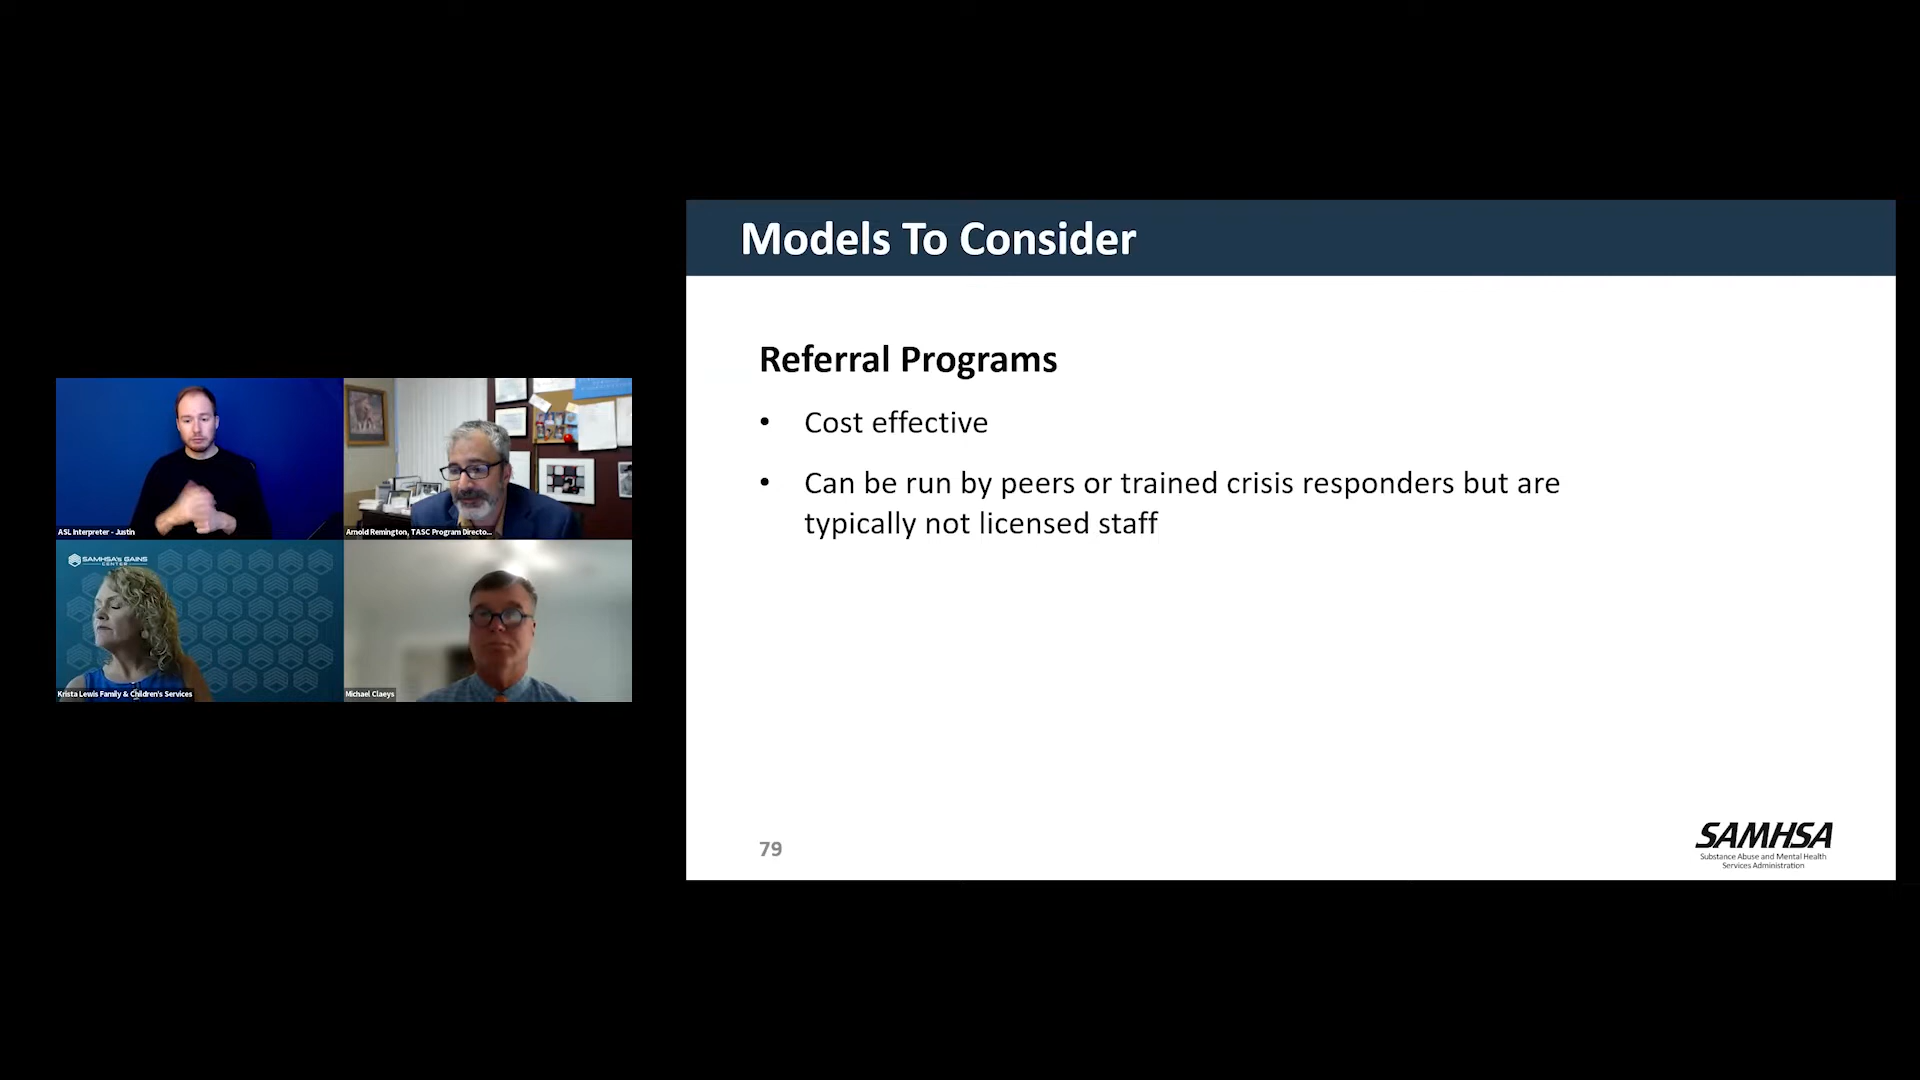 Models To Consider
Referral Programs
• Cost effective
• Can be run by peers or trained crisis responders but are
typically not licensed staff
79
SAMHSA
Substance Abuse and Mental Health
Services Administration
ASL Interpreter - Justin
Arnold Remington, TASC Program Directo...
SAMHSA's GAINS
CENTER
Krista Lewis Family & Children's Services
Michael Claeys